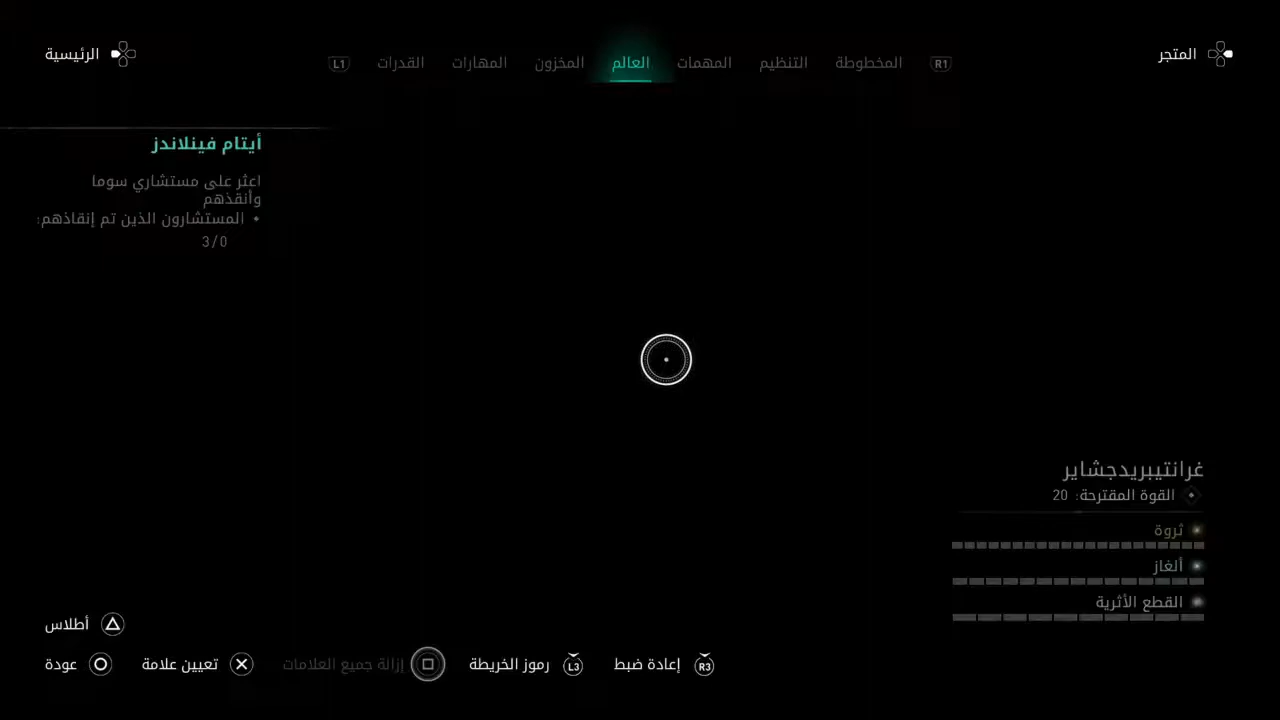 الرئيسية
المتجر
L1
القدرات
المهارات
المخزون
العالم
المهمات
التنظيم
المخطوطة
R1
أيتام فينلاندز
اعثر على مستشاري سوما
وأنقذهم
المستشارون الذين تم إنقاذهم:
3/0
غرانتيبريدجشاير
القوة المقترحة: 20
ثروة
ألغاز
القطع الأثرية
أطلاس
عودة
تعيين علامة
إزالة جميع العلامات
رموز الخريطة
L3
إعادة ضبط
R3